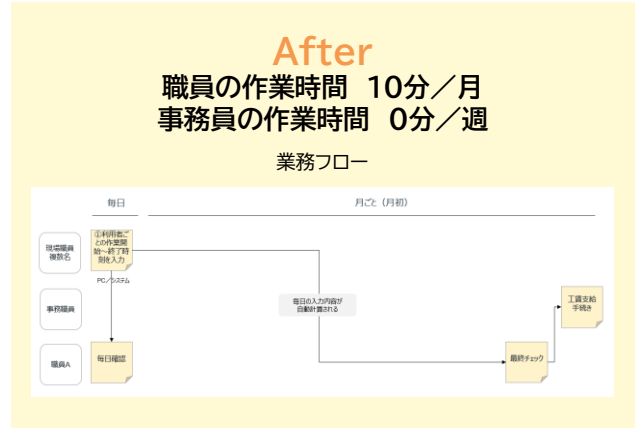 After
職員の作業時間 10分／月
事務員の作業時間 0分／週
業務フロー
毎日
月ごと（月初）
現場職員
複数名
①利用者ご
との作業開
始～終了時
刻を入力
PC／システム
毎日の入力内容が
自動計算される
事務職員
工賃支給
手続き
職員A
毎日確認
最終チェック